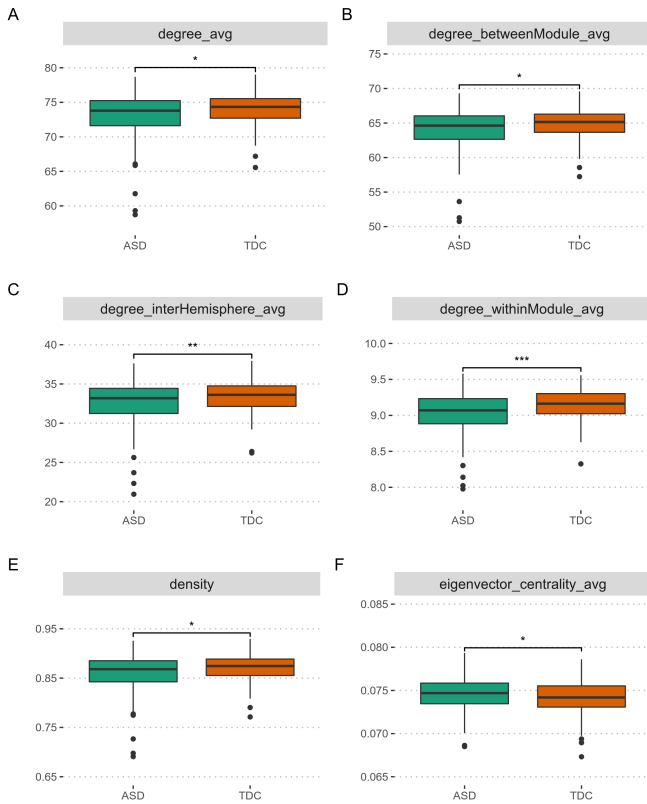 A
degree_avg
80
75
70
65
60
*
ASD
TDC
B
degree_betweenModule_avg
75
70
65
60
55
50
*
ASD
TDC
C
degree_interHemisphere_avg
40
35
30
25
20
**
ASD
TDC
D
degree_withinModule_avg
10.0
9.5
9.0
8.5
8.0
***
ASD
TDC
E
density
0.95
0.85
0.75
0.65
*
ASD
TDC
F
eigenvector_centrality_avg
0.085
0.080
0.075
0.070
0.065
*
ASD
TDC